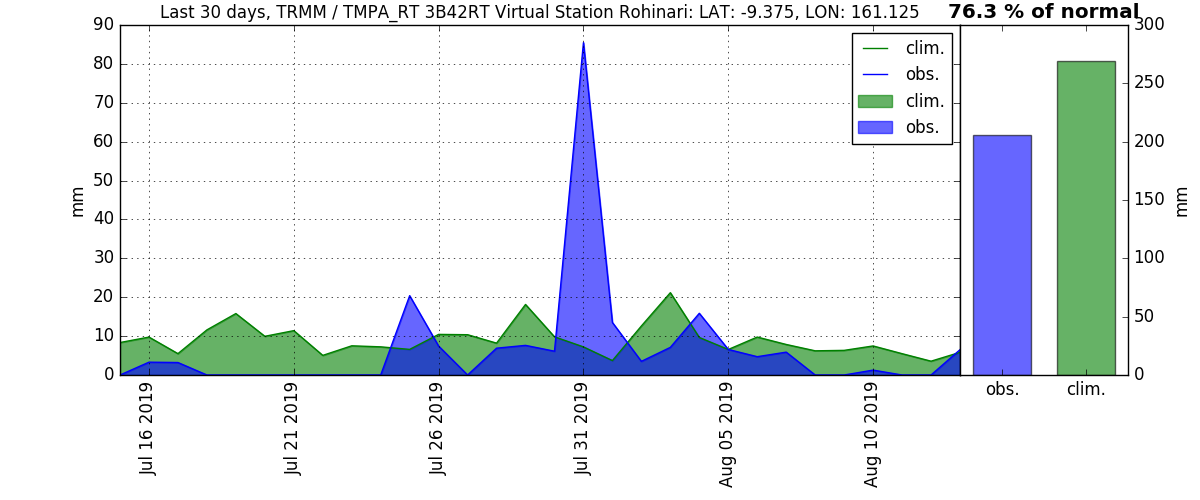 Last 30 days, TRMM / TMPA_RT 3B42RT Virtual Station Rohinari: LAT: -9.375, LON: 161.125
76.3 % of normal
90
80
70
60
50
40
30
20
10
0
mm
clim.
obs.
clim.
obs.
Jul 16 2019
Jul 21 2019
Jul 26 2019
Jul 31 2019
Aug 05 2019
Aug 10 2019
300
250
200
150
100
50
0
mm
obs.
clim.